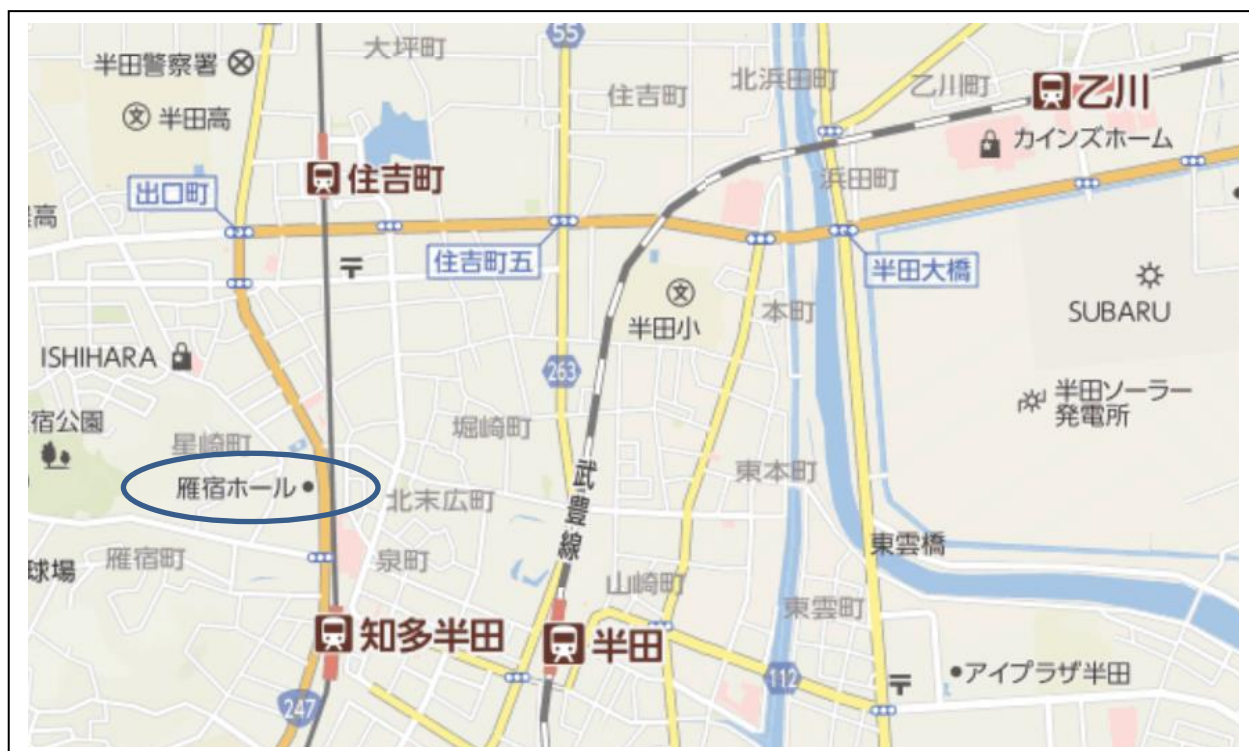 55
大坪町
半田警察署
北浜田町
乙川町
乙川
住吉町
文
半田高
カインズホーム
住吉町
出口町
浜田町
高
住吉町五
半田大橋
〒
文
半田小
本町
SUBARU
ISHIHARA
263
半田ソーラー
発電所
宿公園
星崎町
堀崎町
武豊線
東本町
雁宿ホール
北末広町
東雲橋
球場
雁宿町
泉町
山崎町
東雲町
知多半田
半田
112
〒
アイプラザ半田
247